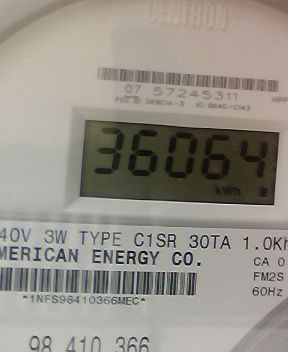 CENTRON
07 57245311
36064
kWh
40V 3W TYPE C1SR 30TA 1.0Kh
MERICAN ENERGY CO.
CA 0
FM2S
60Hz
*1NFS98410366MEC*
98 410 366